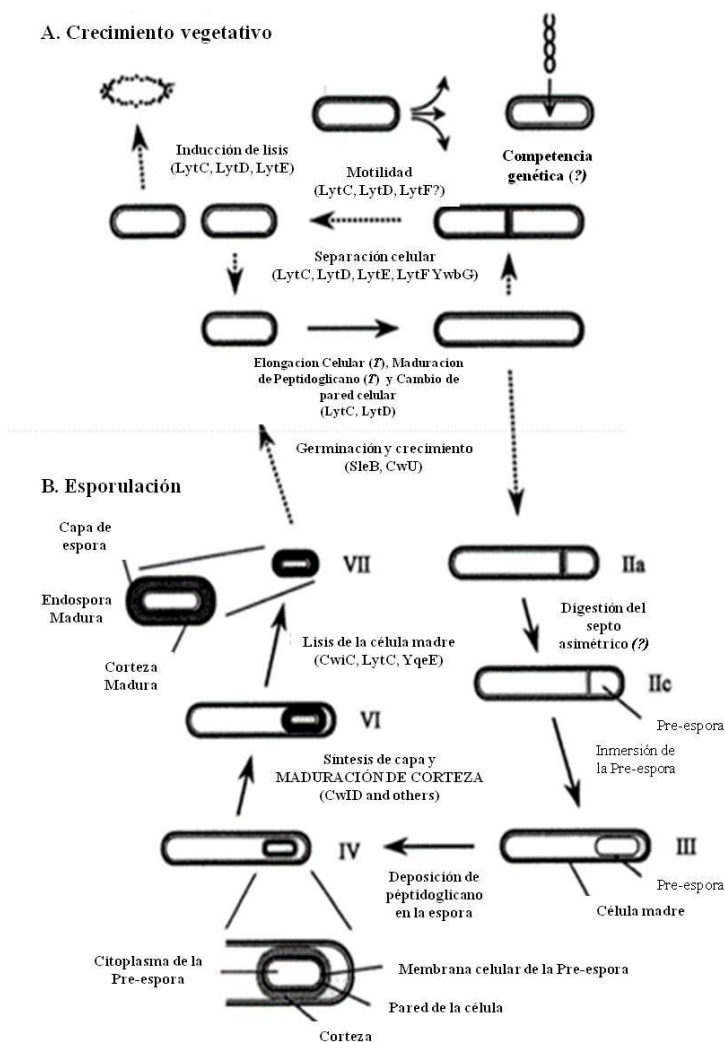 A. Crecimiento vegetativo
Inducción de lisis
(LytC, LytD, LytE)
Motilidad
(LytC, LytD, LytF?)
Competencia
genética (?)
Separación celular
(LytC, LytD, LytE, LytF YwbG)
Elongacion Celular (?), Maduracion
de Peptidoglicano (?) y Cambio de
pared celular
(LytC, LytD)
Germinación y crecimiento
(SleB, CwU)
B. Esporulación
Capa de
espora
Endospora
Madura
Corteza
Madura
VII
IIa
Digestión del
septo
asimétrico (?)
Lisis de la célula madre
(CwiC, LytC, YqeE)
IIc
Pre-espora
VI
Inmersión de
la Pre-espora
Síntesis de capa y
MADURACIÓN DE CORTEZA
(CwID and others)
IV
III
Pre-espora
Deposición de
péptidoglicano
en la espora
Célula madre
Citoplasma de la
Pre-espora
Membrana celular de la Pre-espora
Pared de la célula
Corteza